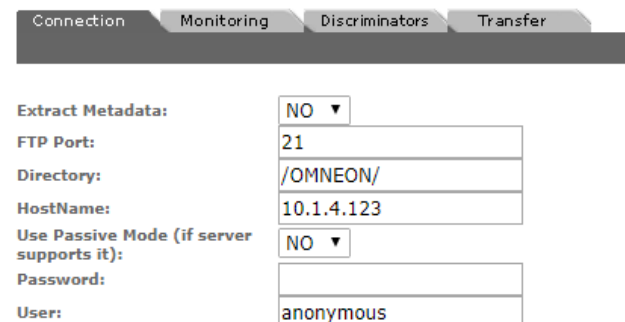 Connection Monitoring Discriminators Transfer
Extract Metadata: NO
FTP Port: 21
Directory: /OMNEON/
HostName: 10.1.4.123
Use Passive Mode (if server
supports it): NO
Password:
User: anonymous